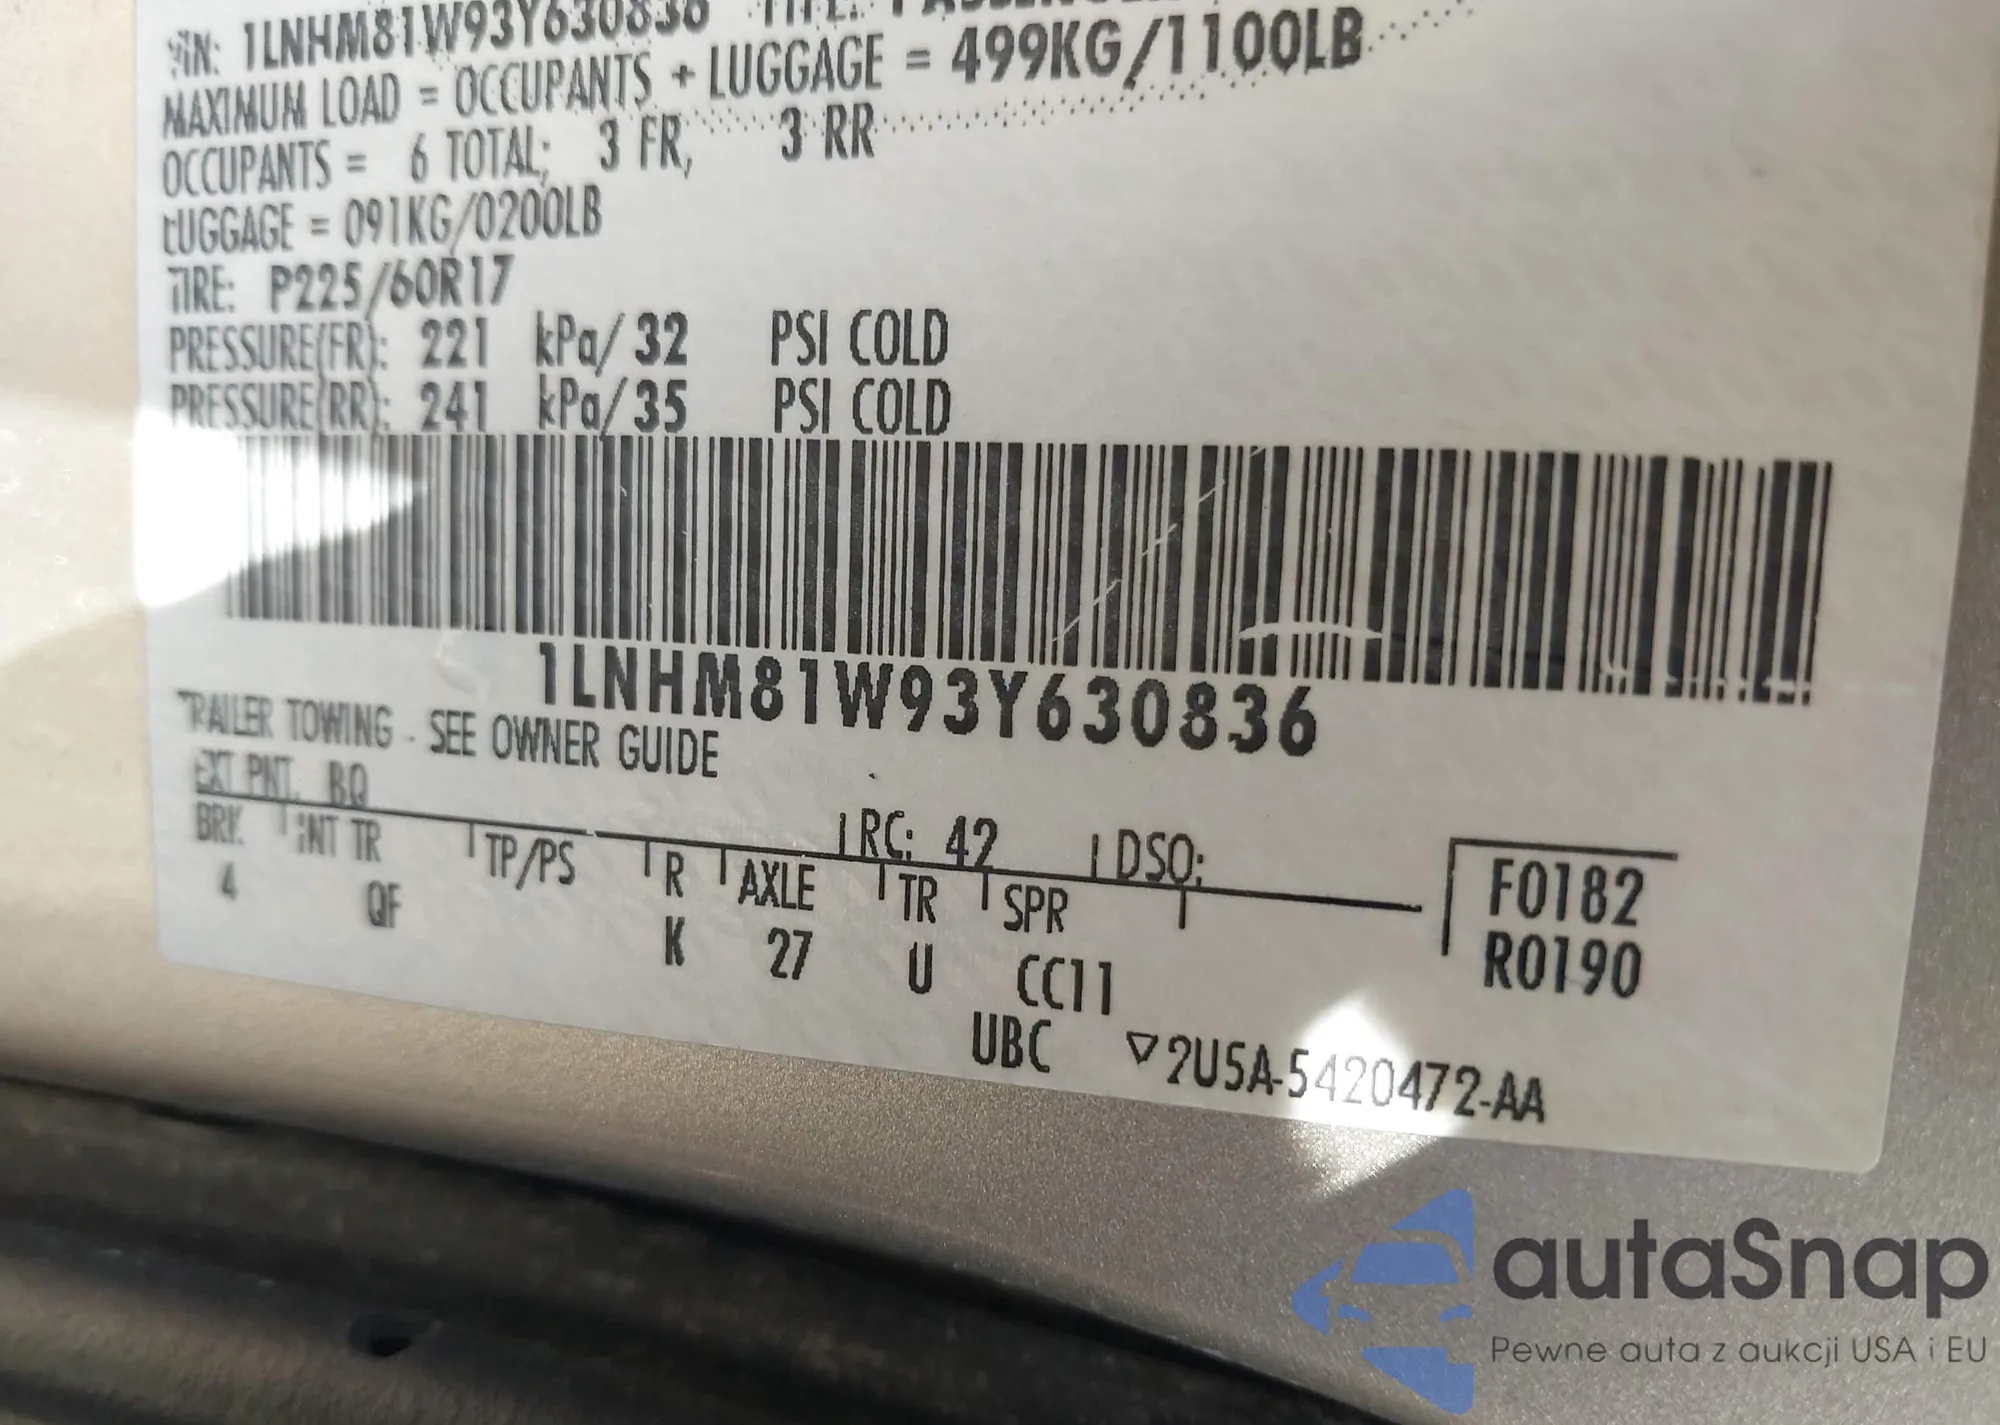 VIN: 1LNHM81W93Y630836 TYPE: PASSENGER
MAXIMUM LOAD = OCCUPANTS + LUGGAGE = 499KG/1100LB
OCCUPANTS = 6 TOTAL; 3 FR, 3 RR
LUGGAGE = 091KG/0200LB
TIRE: P225/60R17
PRESSURE(FR): 221 kPa/ 32 PSI COLD
PRESSURE(RR): 241 kPa/ 35 PSI COLD
1LNHM81W93Y630836
TRAILER TOWING - SEE OWNER GUIDE
EXT PNT. BQ RC: 42 DSO:
BRK INT TR TP/PS R AXLE TR SPR F0182
4 QF K 27 U CC11 R0190
UBC ▽2U5A-5420472-AA
autaSnap
Pewne auta z aukcji USA i EU